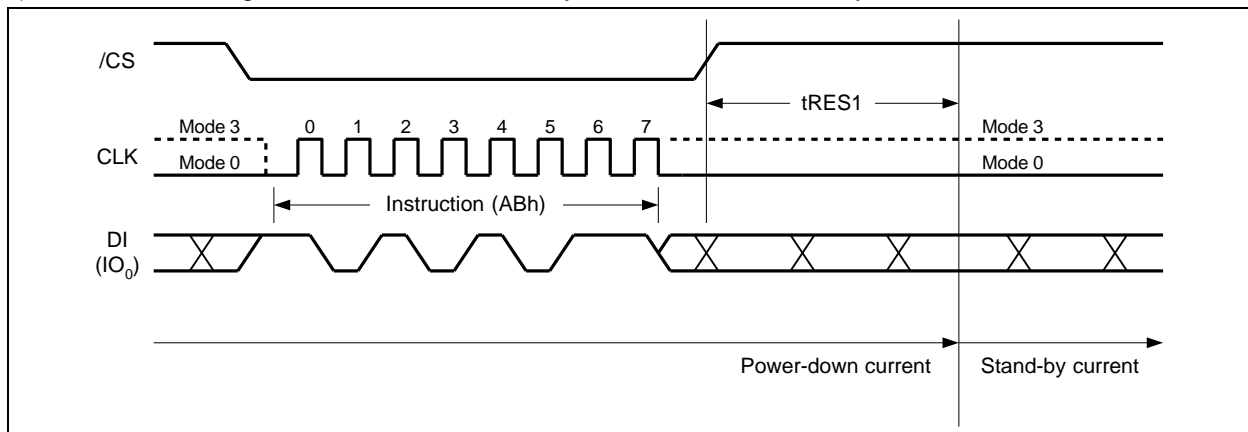 /CS
tRES1
Mode 3 0 1 2 3 4 5 6 7 Mode 3
CLK
Mode 0 Mode 0
Instruction (ABh)
DI
(IO0)
Power-down current Stand-by current